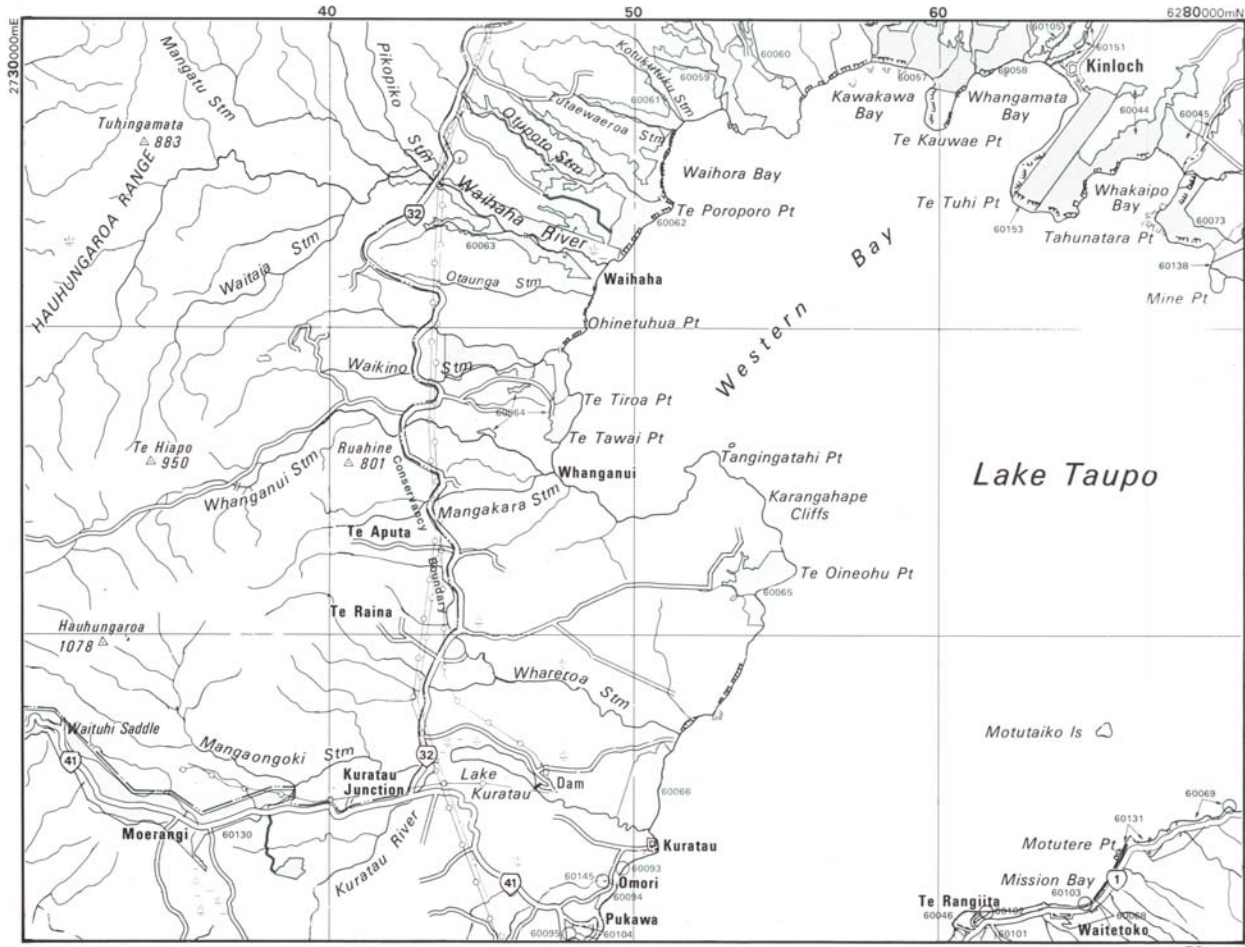 40
50
60
6280000mN
2730000mE
Mangatu Stm
Pikopiko
Stm
Kotukutuku Stm
60059
60060
60061
60057
60058
60105
60151
Kinloch
Tutaewaeroa Stm
Otupoto Stm
Kawakawa
Bay
Whangamata
Bay
60044
60045
Te Kauwae Pt
Tuhingamata
883
HAUHUNGAROA RANGE
Waihaha
River
32
Waihora Bay
Te Poroporo Pt
60062
60063
Te Tuhi Pt
60153
Whakaipo
Bay
60073
Tahunatara Pt
60138
Mine Pt
Waitaia Stm
Otaunga Stm
Waihaha
Western Bay
Ohinetuhua Pt
Waikino Stm
60064
Te Tiroa Pt
Te Tawai Pt
Te Hiapo
950
Ruahine
801
Whanganui Stm
Conservancy
Boundary
Whanganui
Tangingatahi Pt
Mangakara Stm
Karangahape
Cliffs
Lake Taupo
Te Aputa
Te Oineohu Pt
60065
Te Raina
Hauhungaroa
1078
Whareroa Stm
Waituhi Saddle
41
Mangaongoki Stm
32
Kuratau
Junction
Lake
Kuratau
Dam
Motutaiko Is
60066
Moerangi
60130
Kuratau River
Kuratau
60069
60131
Motutere Pt
41
60145
60093
Omori
60094
Mission Bay
1
60103
Pukawa
60095
60104
Te Rangiita
60046
60102
60101
60068
Waitetoko